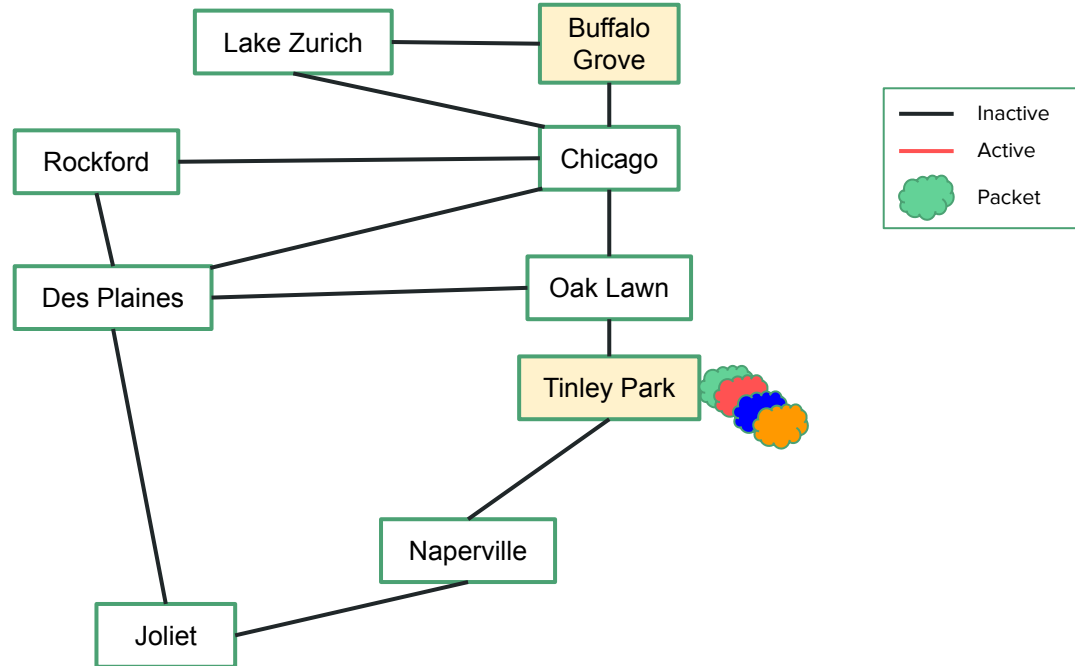 Lake Zurich
Buffalo
Grove
Inactive
Active
Packet
Rockford
Chicago
Des Plaines
Oak Lawn
Tinley Park
Naperville
Joliet